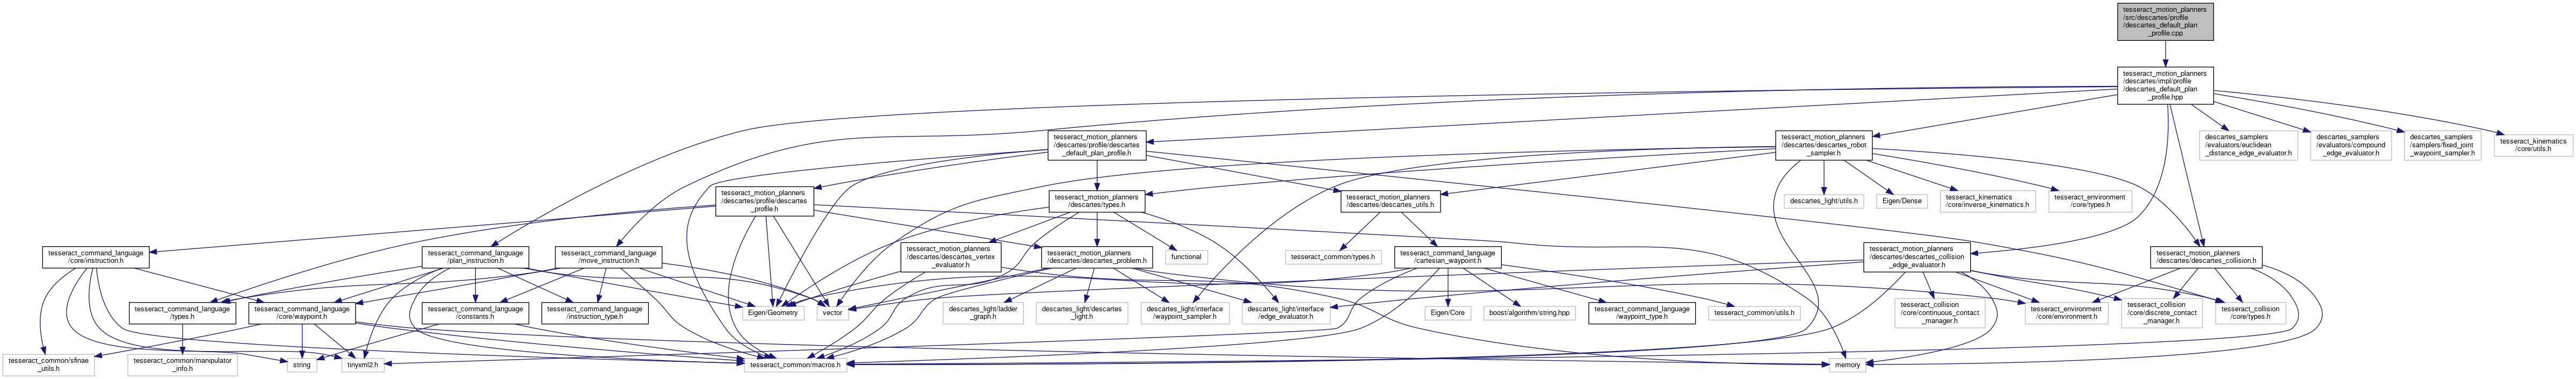 tesseract_motion_planners
/src/descartes/profile
/descartes_default_plan
_profile.cpp
tesseract_motion_planners
/descartes/impl/profile
/descartes_default_plan
_profile.hpp
tesseract_motion_planners
/descartes/profile/descartes
_default_plan_profile.h
tesseract_motion_planners
/descartes/descartes_robot
_sampler.h
descartes_samplers
/evaluators/euclidean
_distance_edge_evaluator.h
descartes_samplers
/evaluators/compound
_edge_evaluator.h
descartes_samplers
/samplers/fixed_joint
_waypoint_sampler.h
tesseract_kinematics
/core/utils.h
tesseract_motion_planners
/descartes/profile/descartes
_profile.h
tesseract_motion_planners
/descartes/types.h
tesseract_motion_planners
/descartes/descartes_utils.h
descartes_light/utils.h
Eigen/Dense
tesseract_kinematics
/core/inverse_kinematics.h
tesseract_environment
/core/types.h
tesseract_command_language
/core/instruction.h
tesseract_command_language
/plan_instruction.h
tesseract_command_language
/move_instruction.h
tesseract_motion_planners
/descartes/descartes_vertex
_evaluator.h
tesseract_motion_planners
/descartes/descartes_problem.h
functional
tesseract_common/types.h
tesseract_command_language
/cartesian_waypoint.h
tesseract_motion_planners
/descartes/descartes_collision
_edge_evaluator.h
tesseract_motion_planners
/descartes/descartes_collision.h
tesseract_command_language
/types.h
tesseract_command_language
/core/waypoint.h
tesseract_command_language
/constants.h
tesseract_command_language
/instruction_type.h
Eigen/Geometry
vector
descartes_light/ladder
_graph.h
descartes_light/descartes
_light.h
descartes_light/interface
/waypoint_sampler.h
descartes_light/interface
/edge_evaluator.h
Eigen/Core
boost/algorithm/string.hpp
tesseract_command_language
/waypoint_type.h
tesseract_common/utils.h
tesseract_collision
/core/continuous_contact
_manager.h
tesseract_environment
/core/environment.h
tesseract_collision
/core/discrete_contact
_manager.h
tesseract_collision
/core/types.h
tesseract_common/sfinae
_utils.h
tesseract_common/manipulator
_info.h
string
tinyxml2.h
tesseract_common/macros.h
memory